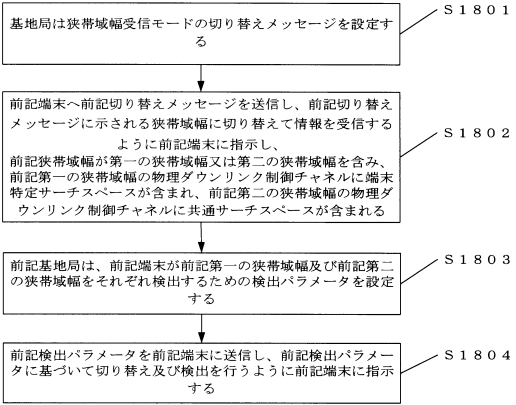 基地局は狭帯域幅受信モードの切り替えメッセージを設定す
る
S1801
前記端末へ前記切り替えメッセージを送信し、前記切り替え
メッセージに示される狭帯域幅に切り替えて情報を受信する
ように前記端末に指示し、
前記狭帯域幅が第一の狭帯域幅又は第二の狭帯域幅を含み、
前記第一の狭帯域幅の物理ダウンリンク制御チャネルに端末
特定サーチスペースが含まれ、前記第二の狭帯域幅の物理ダ
ウンリンク制御チャネルに共通サーチスペースが含まれる
S1802
前記基地局は、前記端末が前記第一の狭帯域幅及び前記第二
の狭帯域幅をそれぞれ検出するための検出パラメータを設定
する
S1803
前記検出パラメータを前記端末に送信し、前記検出パラメー
タに基づいて切り替え及び検出を行うように前記端末に指示
する
S1804